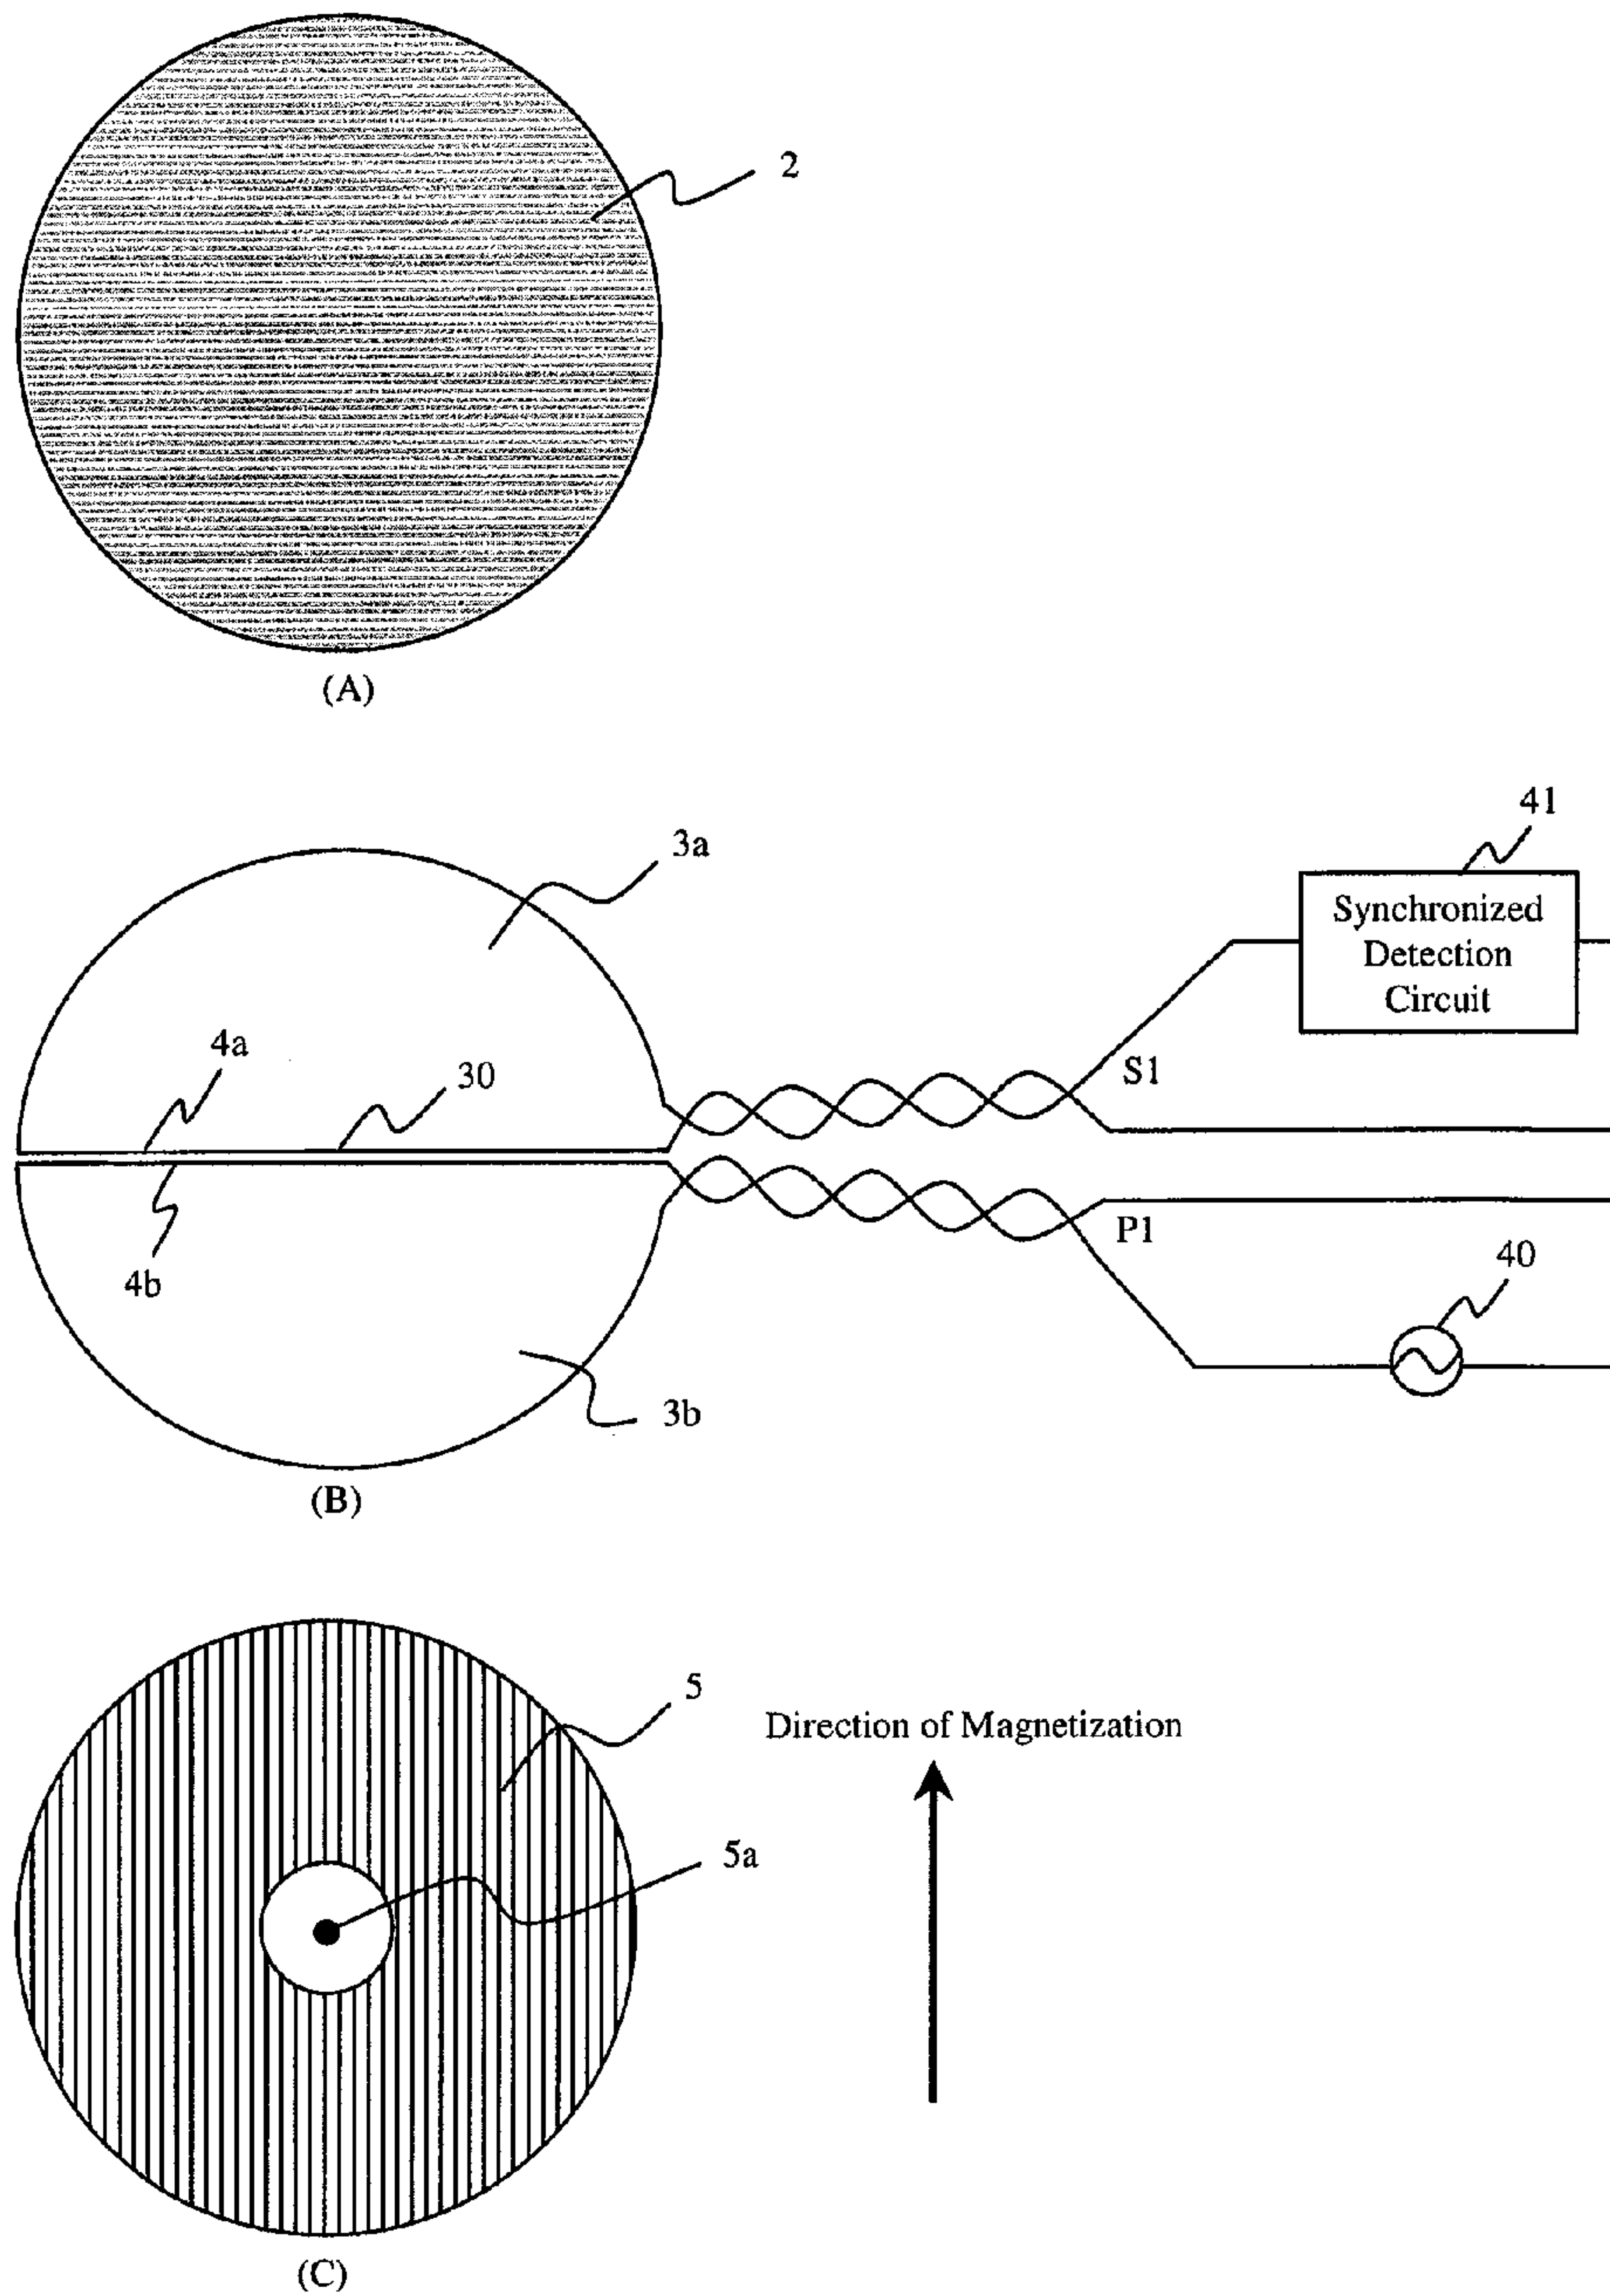 2
(A)
41
3a
Synchronized
Detection
Circuit
4a
30
S1
P1
40
4b
3b
(B)
5
Direction of Magnetization
5a
(C)